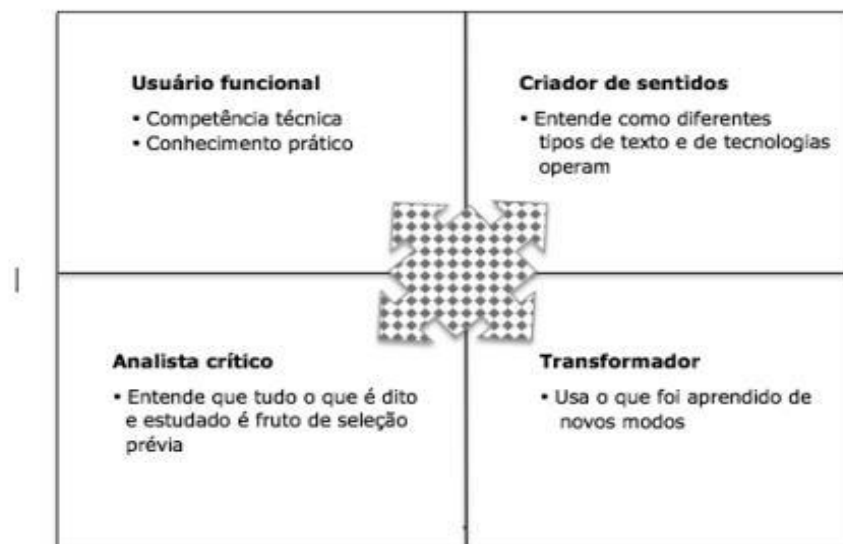 Usuário funcional
• Competência técnica
• Conhecimento prático
Criador de sentidos
• Entende como diferentes
tipos de texto e de tecnologias
operam
Analista crítico
• Entende que tudo o que é dito
e estudado é fruto de seleção
prévia
Transformador
• Usa o que foi aprendido de
novos modos